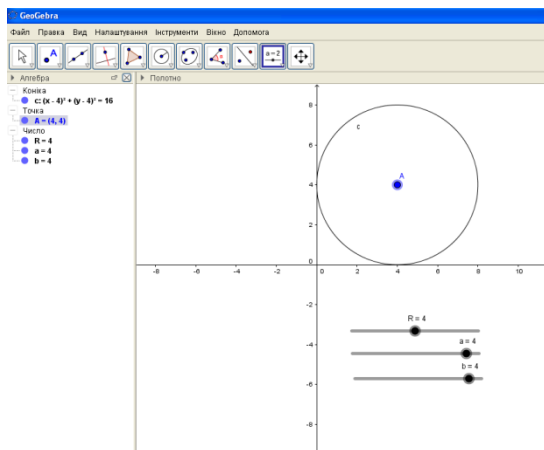 GeoGebra
Файл Правка Вид Налаштування Інструменти Вікно Допомога
A
a = 2
Алгебра
Полотно
Коніка
c: (x - 4)² + (y - 4)² = 16
Точка
A = (4, 4)
Число
R = 4
a = 4
b = 4
8
c
6
A
4
2
0
-8 -6 -4 -2 0 2 4 6 8 10
-2
R = 4
-4
a = 4
b = 4
-6
-8